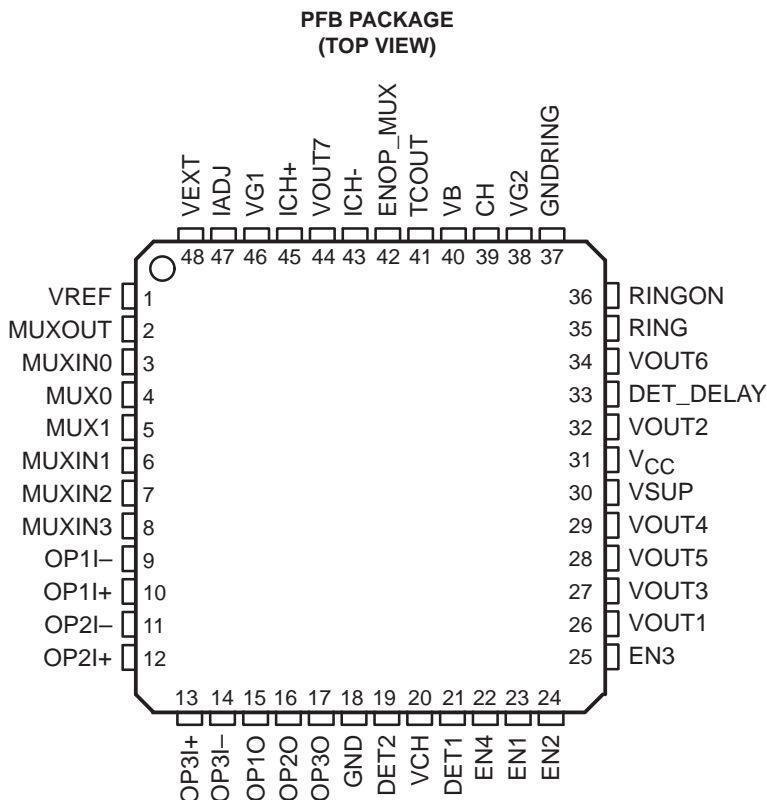 PFB PACKAGE
(TOP VIEW)
VEXT
IADJ
VG1
ICH+
VOUT7
ICH-
ENOP_MUX
TCOUT
VB
CH
VG2
GNDRING
48 47 46 45 44 43 42 41 40 39 38 37
VREF 1
MUXOUT 2
MUXIN0 3
MUX0 4
MUX1 5
MUXIN1 6
MUXIN2 7
MUXIN3 8
OP1I– 9
OP1I+ 10
OP2I– 11
OP2I+ 12
36 RINGON
35 RING
34 VOUT6
33 DET_DELAY
32 VOUT2
31 VCC
30 VSUP
29 VOUT4
28 VOUT5
27 VOUT3
26 VOUT1
25 EN3
13 14 15 16 17 18 19 20 21 22 23 24
OP3I+
OP3I–
OP1O
OP2O
OP3O
GND
DET2
VCH
DET1
EN4
EN1
EN2